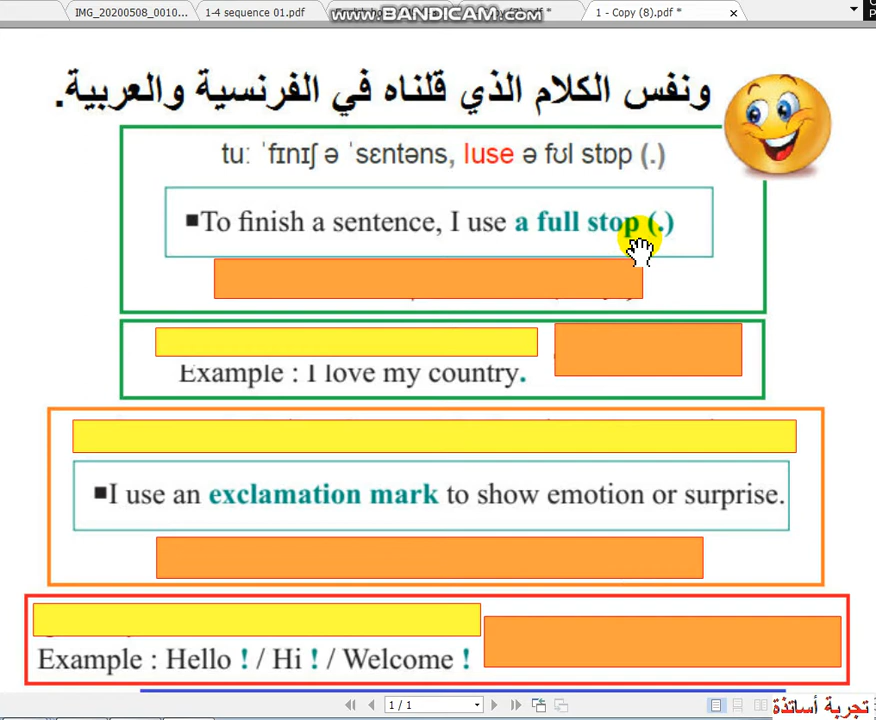 IMG_20200508_0010...
1-4 sequence 01.pdf
1 - Copy (8).pdf *
www.BANDICAM.com
ونفس الكلام الذي قلناه في الفرنسية والعربية.
tuː ˈfɪnɪʃ ə ˈsɛntəns, Iuse ə fʊl stɒp (.)
■To finish a sentence, I use a full stop (.)
Example : I love my country.
■I use an exclamation mark to show emotion or surprise.
Example : Hello ! / Hi ! / Welcome !
1 / 1
تجربة أساتذة